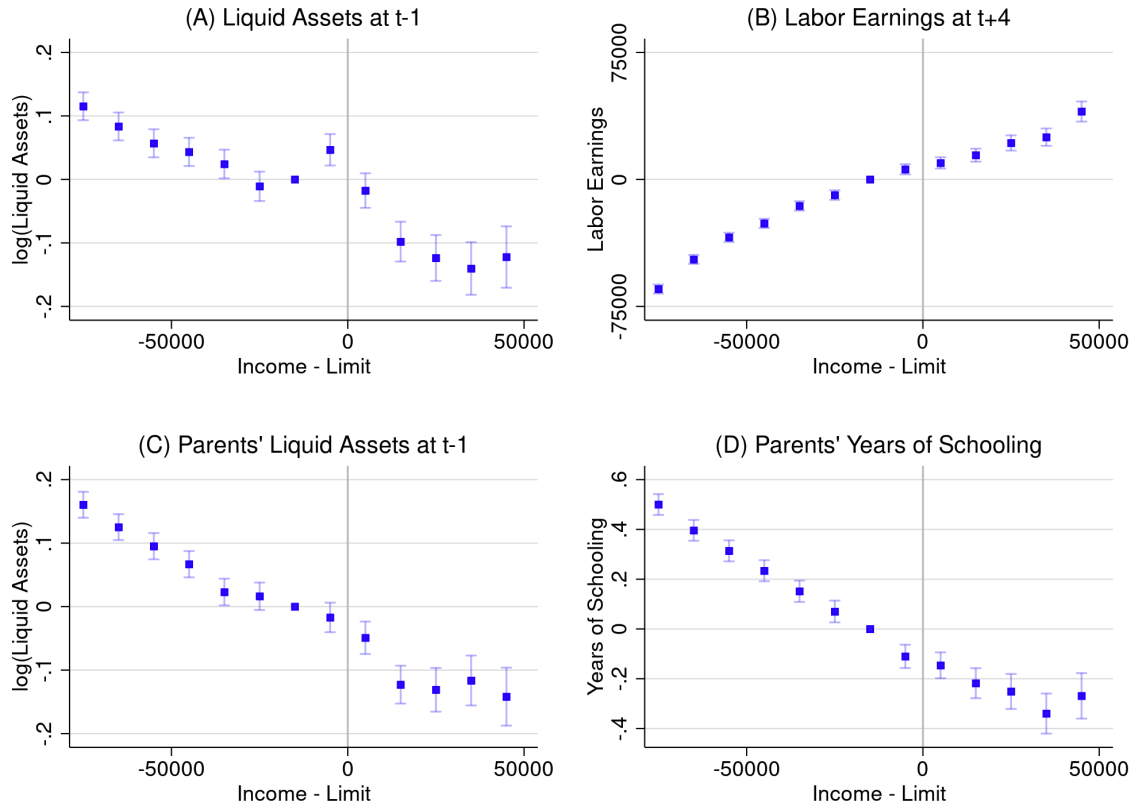 (A) Liquid Assets at t-1
.2
.1
0
-.1
-.2
log(Liquid Assets)
-50000
0
50000
Income - Limit
(B) Labor Earnings at t+4
75000
0
-75000
Labor Earnings
-50000
0
50000
Income - Limit
(C) Parents' Liquid Assets at t-1
.2
.1
0
-.1
-.2
log(Liquid Assets)
-50000
0
50000
Income - Limit
(D) Parents' Years of Schooling
.6
.4
.2
0
-.2
-.4
Years of Schooling
-50000
0
50000
Income - Limit